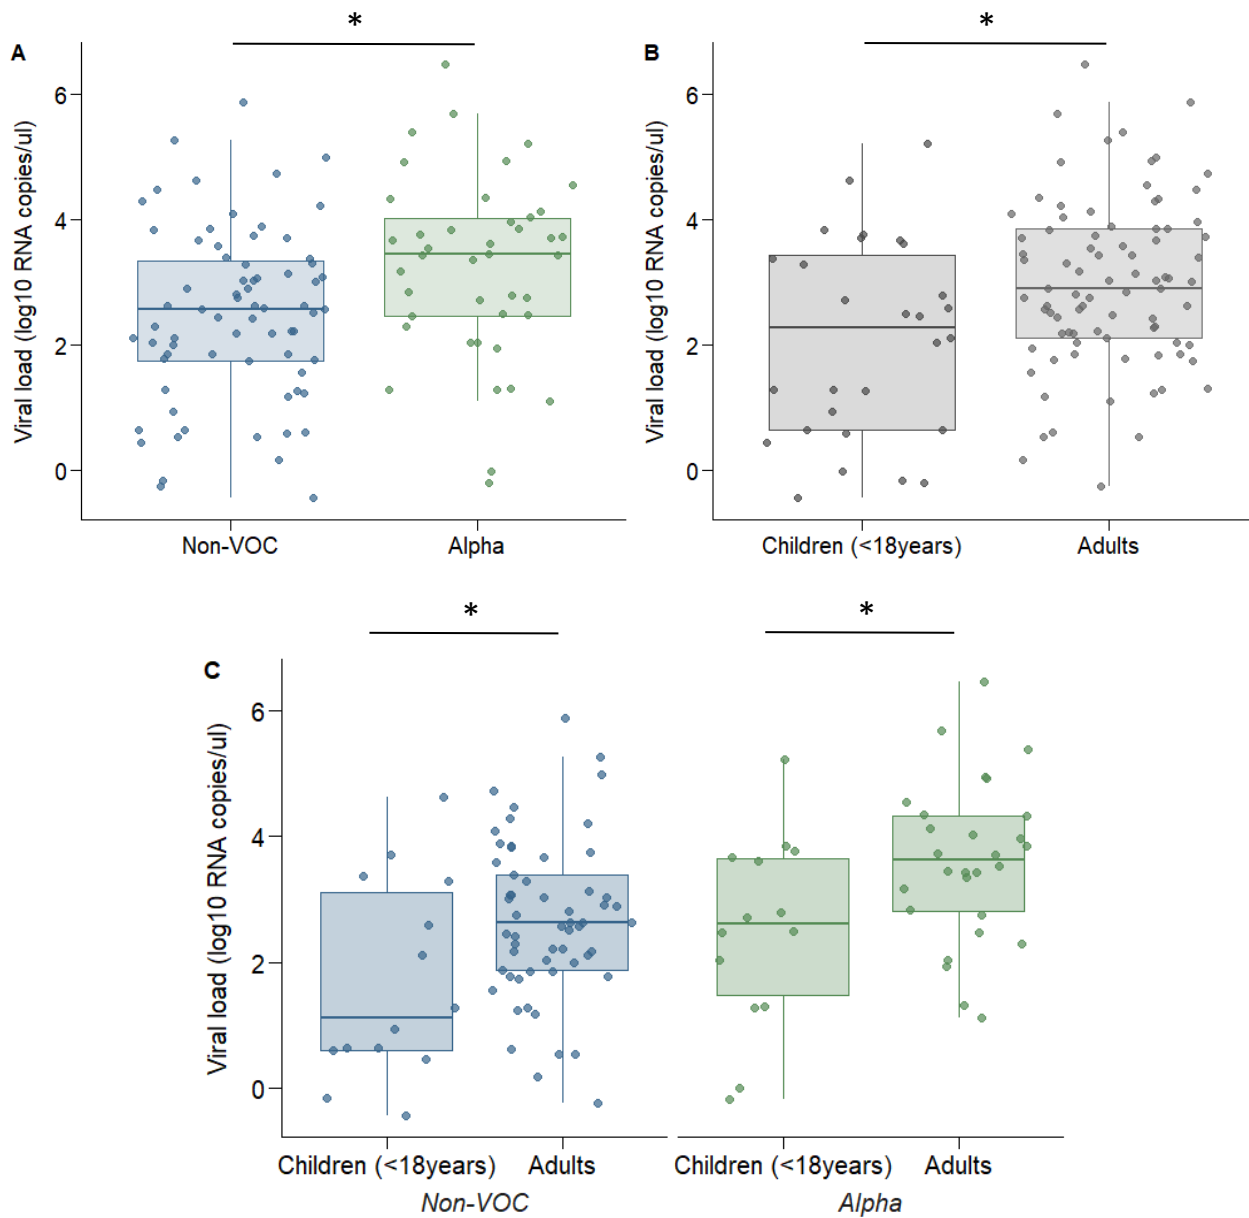 *
*
A
B
Viral load (log10 RNA copies/ul)
6
4
2
0
Non-VOC
Alpha
Viral load (log10 RNA copies/ul)
6
4
2
0
Children (<18years)
Adults
*
*
C
Viral load (log10 RNA copies/ul)
6
4
2
0
Children (<18years)
Adults
Children (<18years)
Adults
Non-VOC
Alpha